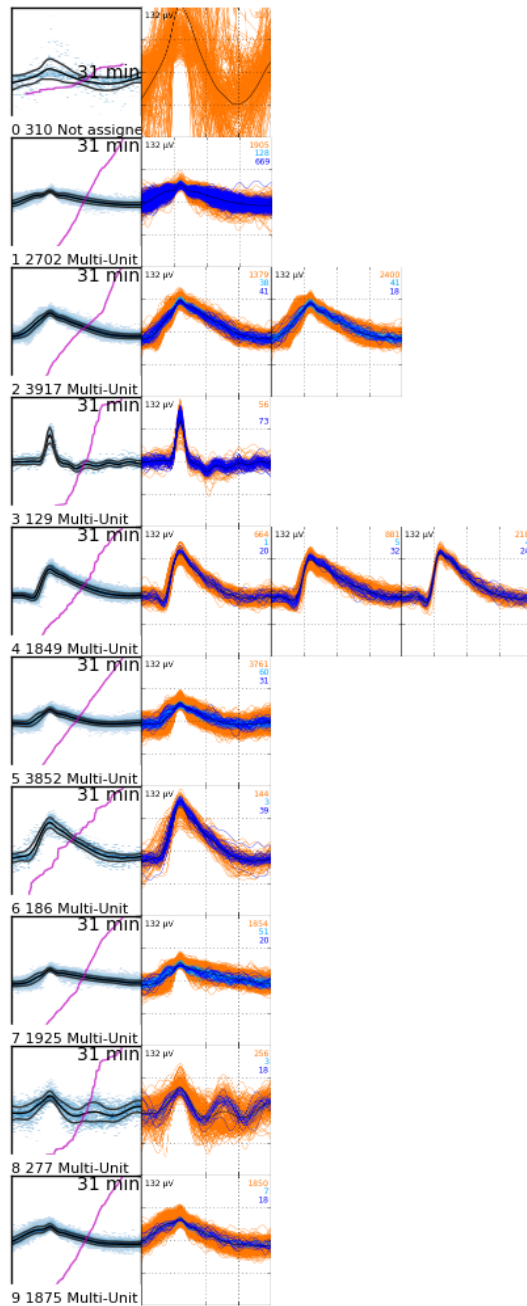 31 min
132 µV
0 310 Not assigne
31 min
132 µV
1905
128
669
1 2702 Multi-Unit
31 min
132 µV 1379 132 µV 2400
38 41
41 18
2 3917 Multi-Unit
31 min
132 µV 56
73
3 129 Multi-Unit
31 min
132 µV 664 132 µV 881 132 µV 218
1 5
20 32 24
4 1849 Multi-Unit
31 min
132 µV 3761
60
31
5 3852 Multi-Unit
31 min
132 µV 144
3
39
6 186 Multi-Unit
31 min
132 µV 1854
51
20
7 1925 Multi-Unit
31 min
132 µV 256
3
18
8 277 Multi-Unit
31 min
132 µV 1850
7
18
9 1875 Multi-Unit